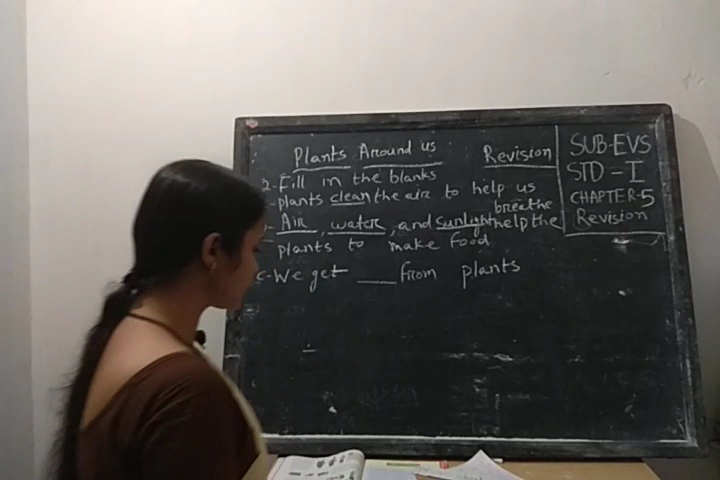 Plants Around us Revision
2. Fill in the blanks
plants clean the air to help us
breathe
Air, water, and sunlight help the
plants to make food
c-We get ____ from plants
SUB-EVS
STD-I
CHAPTER-5
Revision